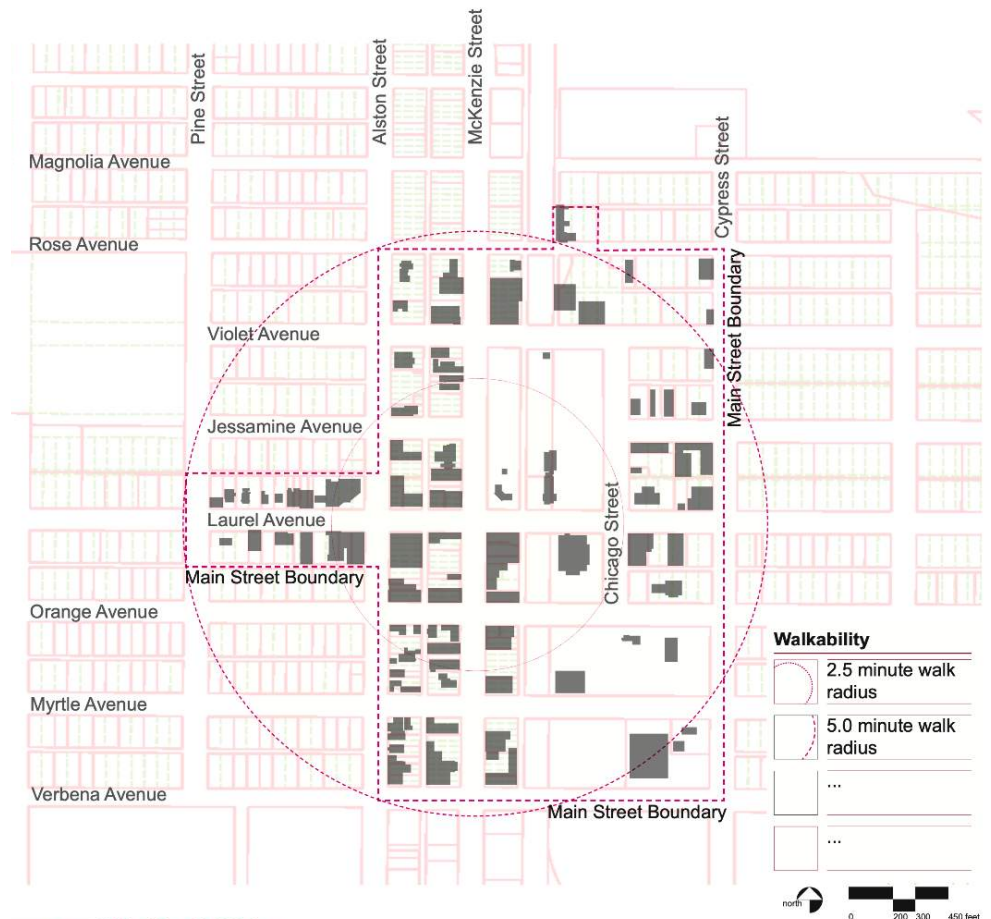 Pine Street
Alston Street
McKenzie Street
Cypress Street
Magnolia Avenue
Rose Avenue
Main Street Boundary
Violet Avenue
Jessamine Avenue
Laurel Avenue
Chicago Street
Main Street Boundary
Orange Avenue
Myrtle Avenue
Verbena Avenue
Main Street Boundary
Walkability
2.5 minute walk
radius
5.0 minute walk
radius
...
...
north
0 200 300 450 feet